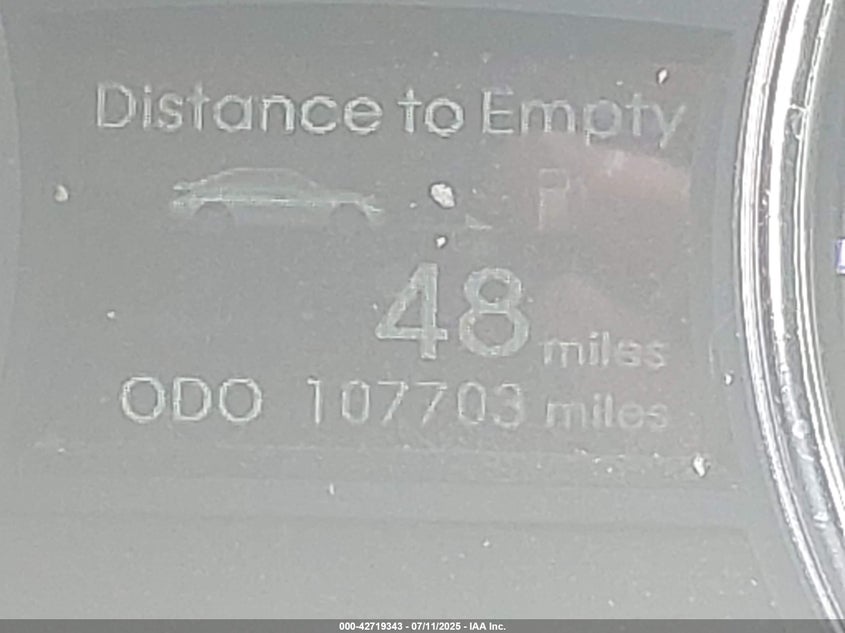 Distance to Empty
48 miles
ODO 107703 miles
000-42719343 - 07/11/2025 - IAA Inc.